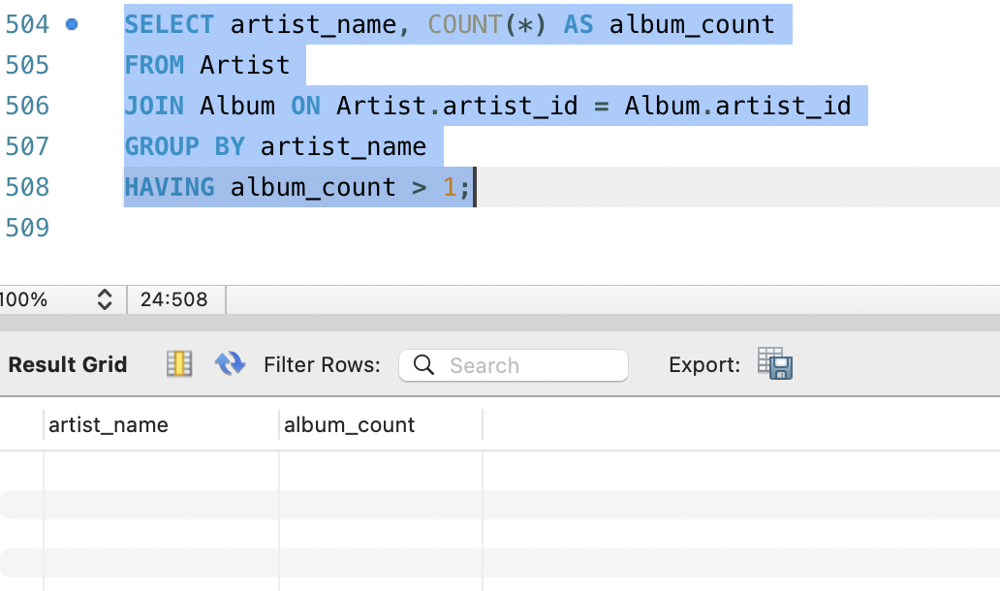 504 SELECT artist_name, COUNT(*) AS album_count
505 FROM Artist
506 JOIN Album ON Artist.artist_id = Album.artist_id
507 GROUP BY artist_name
508 HAVING album_count > 1;
509
100% 24:508
Result Grid Filter Rows: Search Export:
artist_name album_count